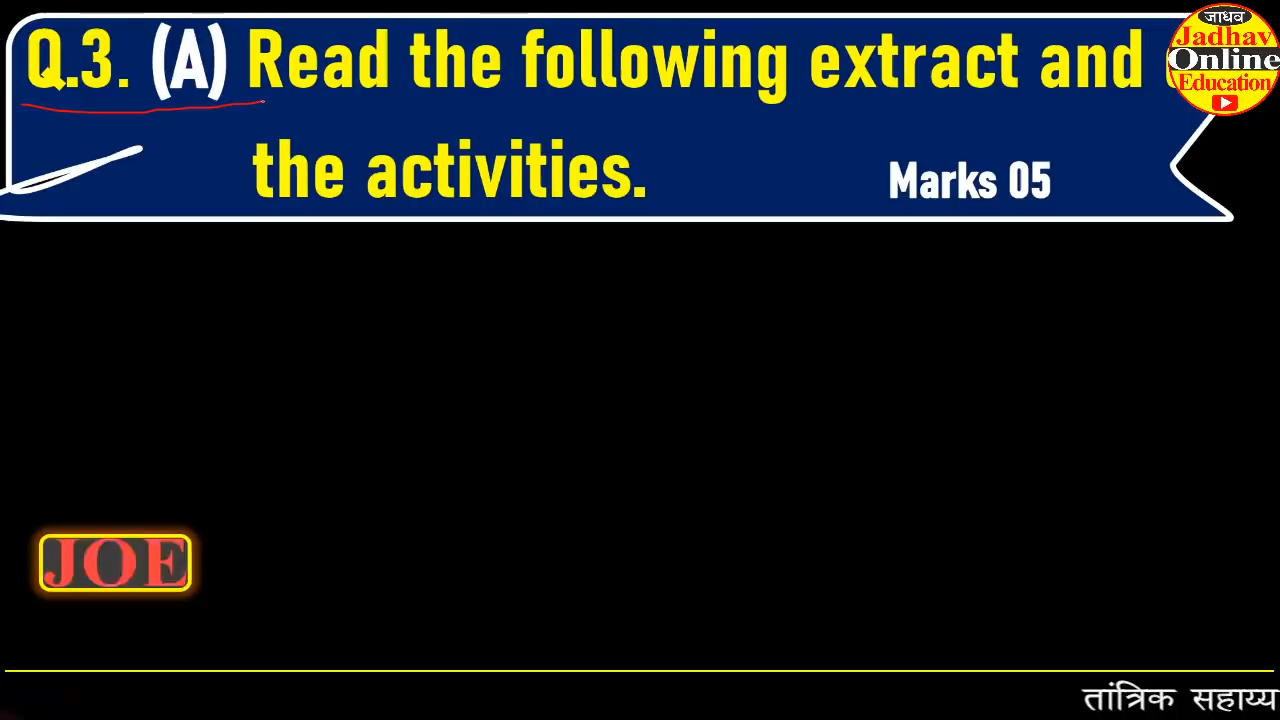 Q.3. (A) Read the following extract and
the activities.
Marks 05
जाधव
Jadhav
Online
Education
JOE
तांत्रिक सहाय्य